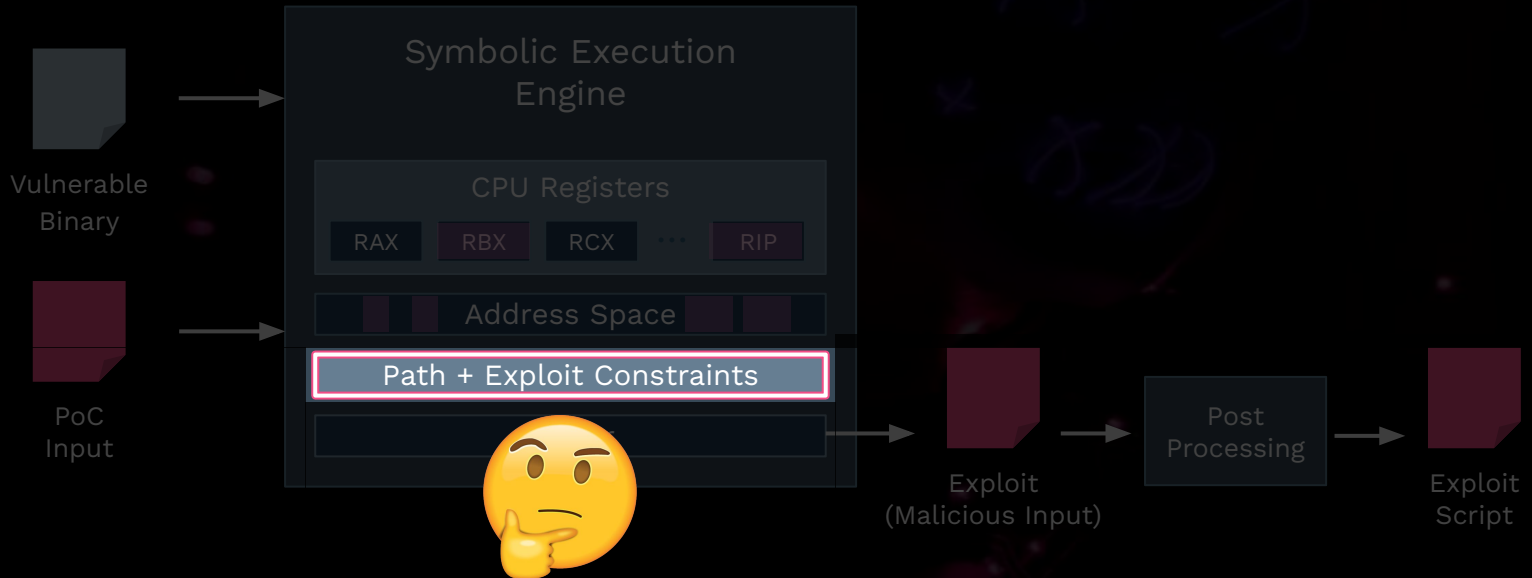 Symbolic Execution
Engine
Vulnerable
Binary
CPU Registers
RAX
RBX
RCX
...
RIP
Address Space
Path + Exploit Constraints
PoC
Input
Exploit
(Malicious Input)
Post
Processing
Exploit
Script